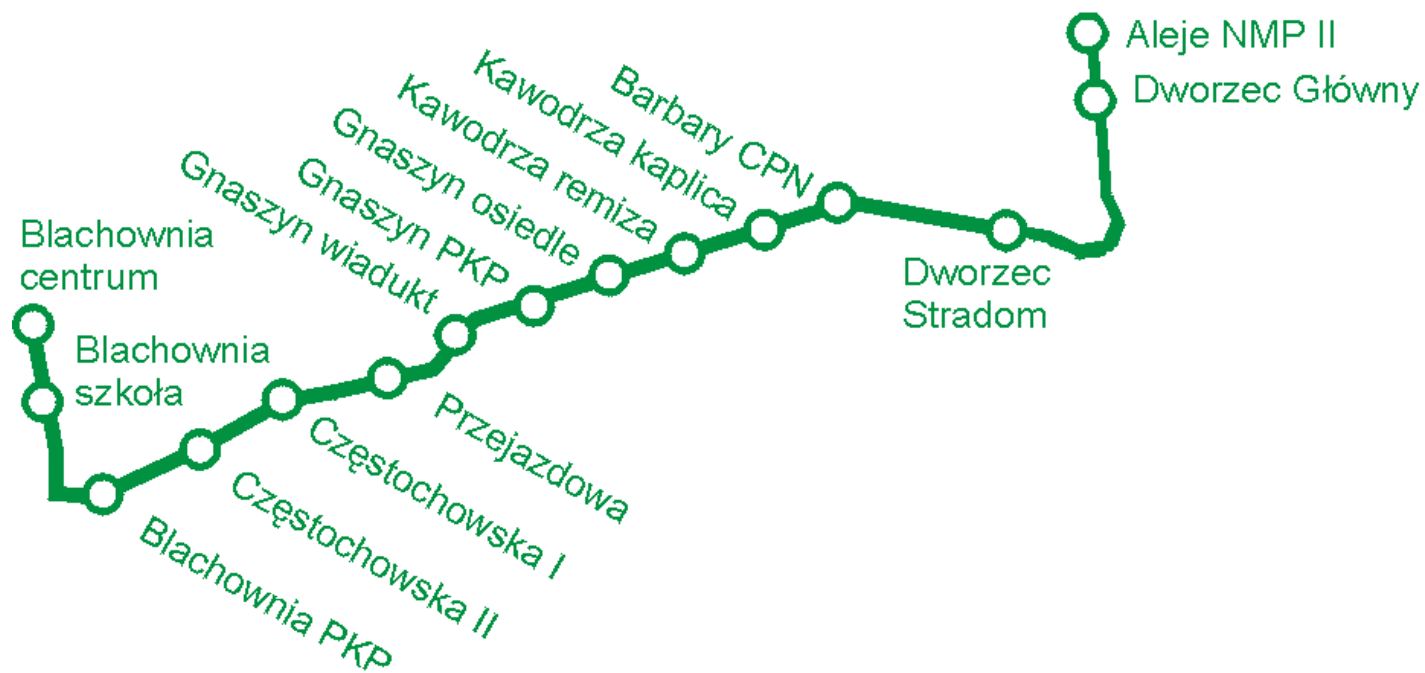 Aleje NMP II
Dworzec Główny
Barbary CPN
Kawodrza kaplica
Kawodrza remiza
Gnaszyn osiedle
Gnaszyn PKP
Gnaszyn wiadukt
Blachownia
centrum
Blachownia
szkoła
Dworzec
Stradom
Przejazdowa
Częstochowska I
Częstochowska II
Blachownia PKP